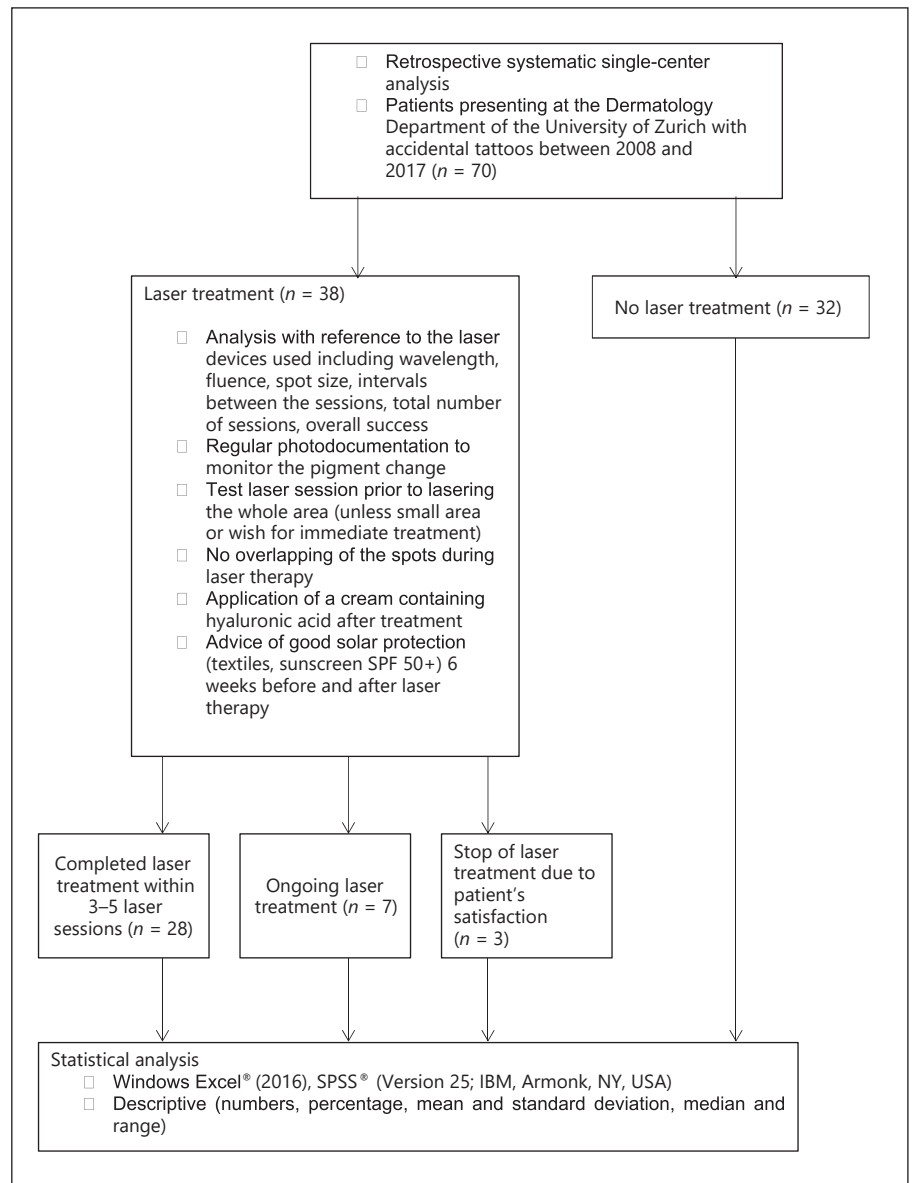 □ Retrospective systematic single-center
analysis
□ Patients presenting at the Dermatology
Department of the University of Zurich with
accidental tattoos between 2008 and
2017 (n = 70)
Laser treatment (n = 38)
□ Analysis with reference to the laser
devices used including wavelength,
fluence, spot size, intervals
between the sessions, total number
of sessions, overall success
□ Regular photodocumentation to
monitor the pigment change
□ Test laser session prior to lasering
the whole area (unless small area
or wish for immediate treatment)
□ No overlapping of the spots during
laser therapy
□ Application of a cream containing
hyaluronic acid after treatment
□ Advice of good solar protection
(textiles, sunscreen SPF 50+) 6
weeks before and after laser
therapy
No laser treatment (n = 32)
Completed laser
treatment within
3–5 laser
sessions (n = 28)
Ongoing laser
treatment (n = 7)
Stop of laser
treatment due to
patient's
satisfaction
(n = 3)
Statistical analysis
□ Windows Excel® (2016), SPSS® (Version 25; IBM, Armonk, NY, USA)
□ Descriptive (numbers, percentage, mean and standard deviation, median and
range)